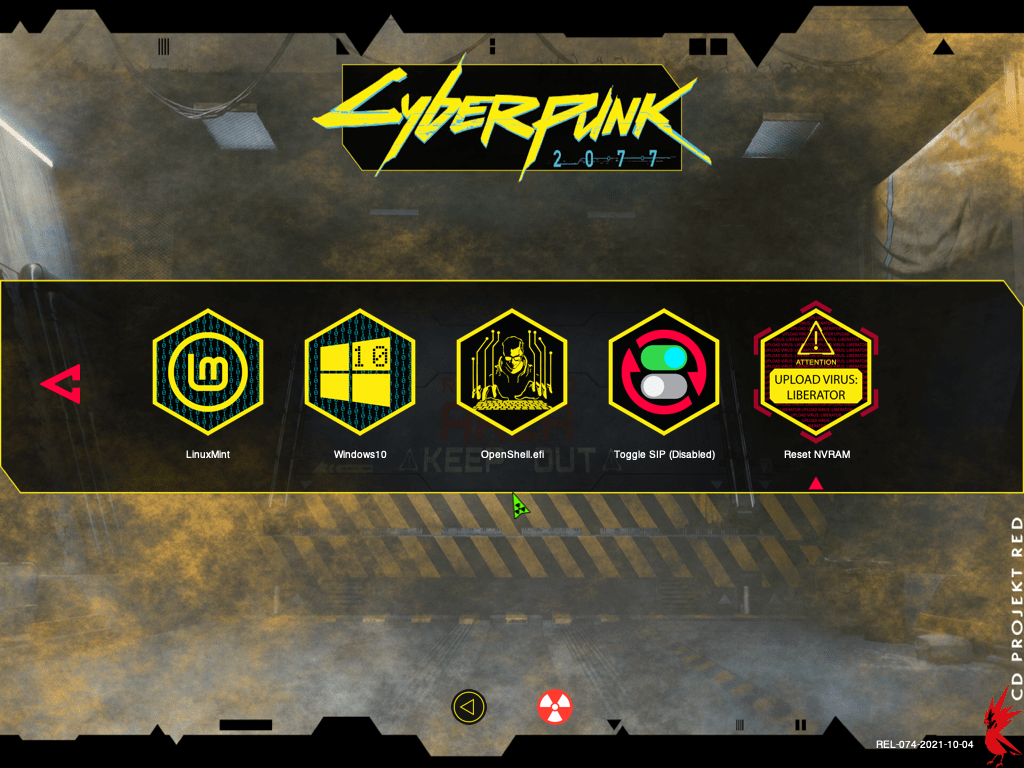 CYBERPUNK
2077
10
ATTENTION
UPLOAD VIRUS:
LIBERATOR
LinuxMint
Windows10
OpenShell.efi
Toggle SIP (Disabled)
Reset NVRAM
KEEP OUT
CD PROJEKT RED
REL-074-2021-10-04